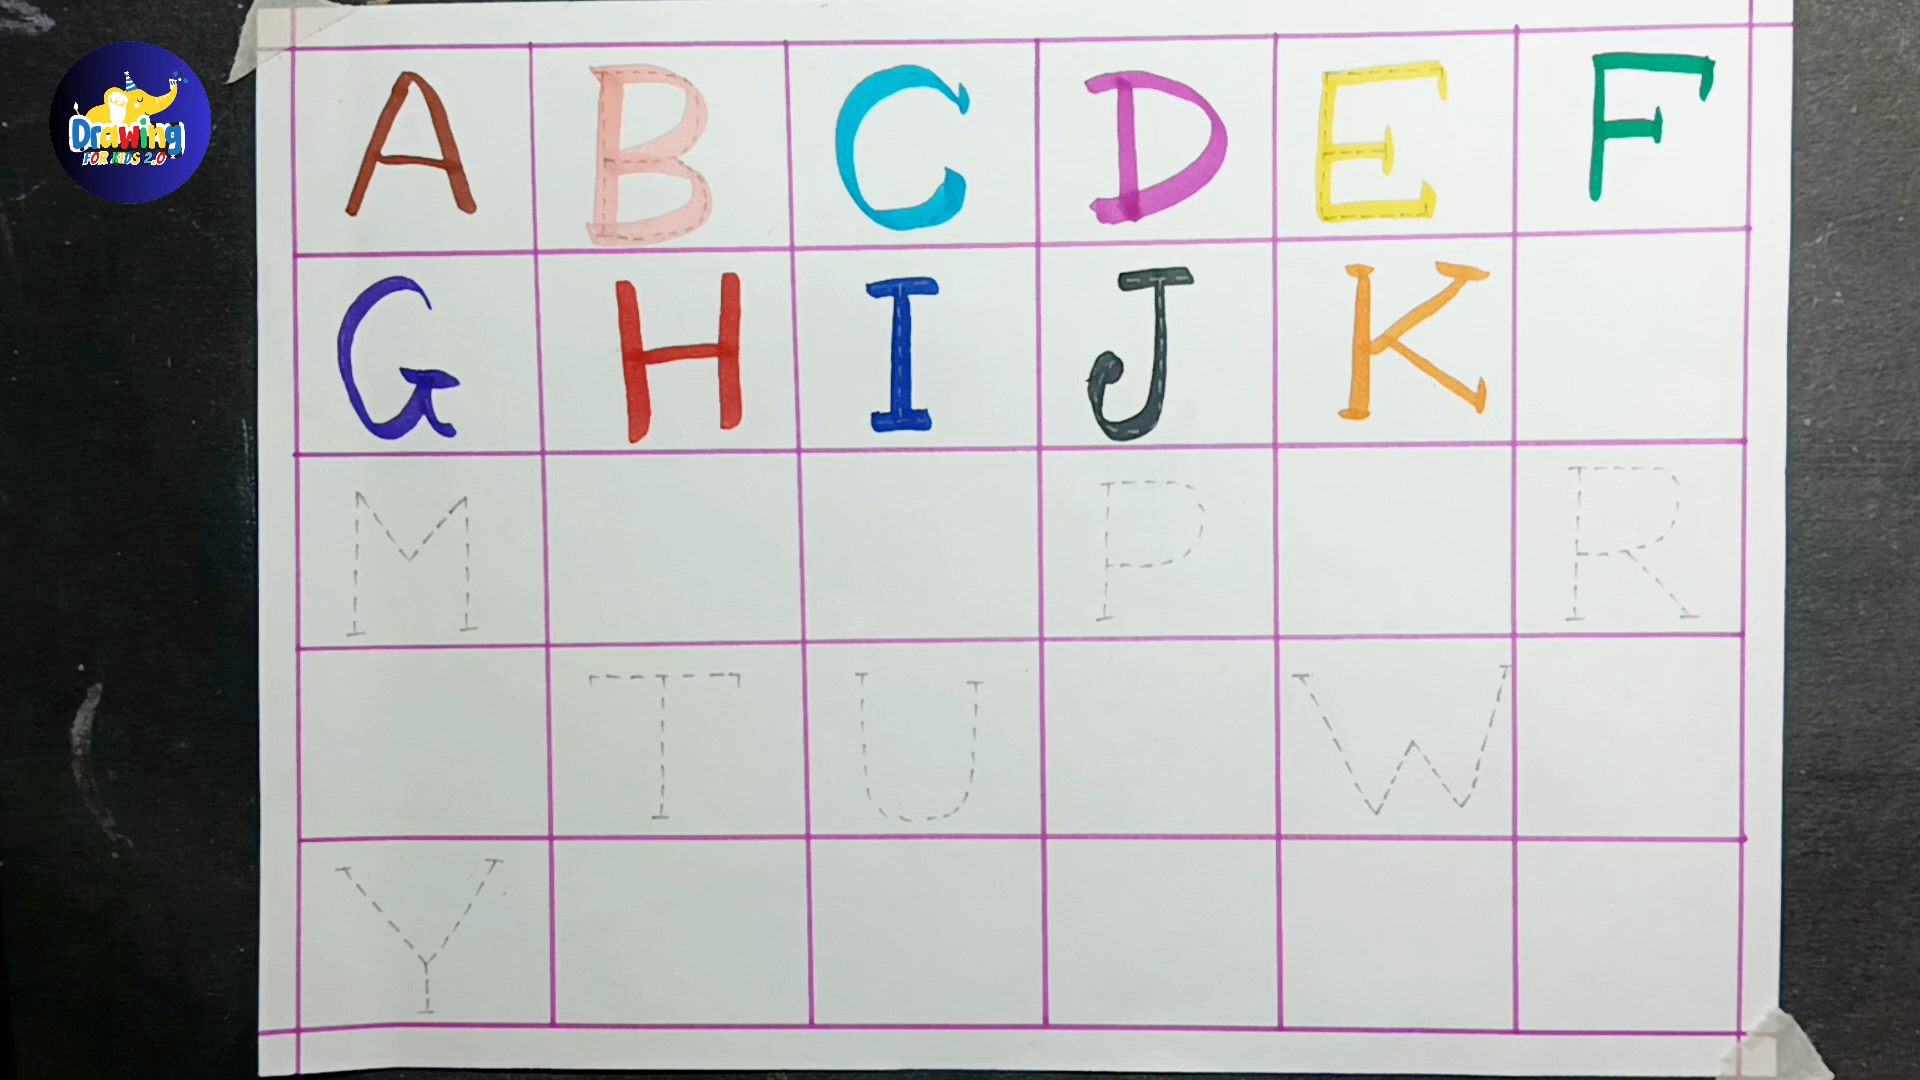 Drawing
FOR KIDS 2.0
A B C D E F
G H I J K
M P R
T U W
Y